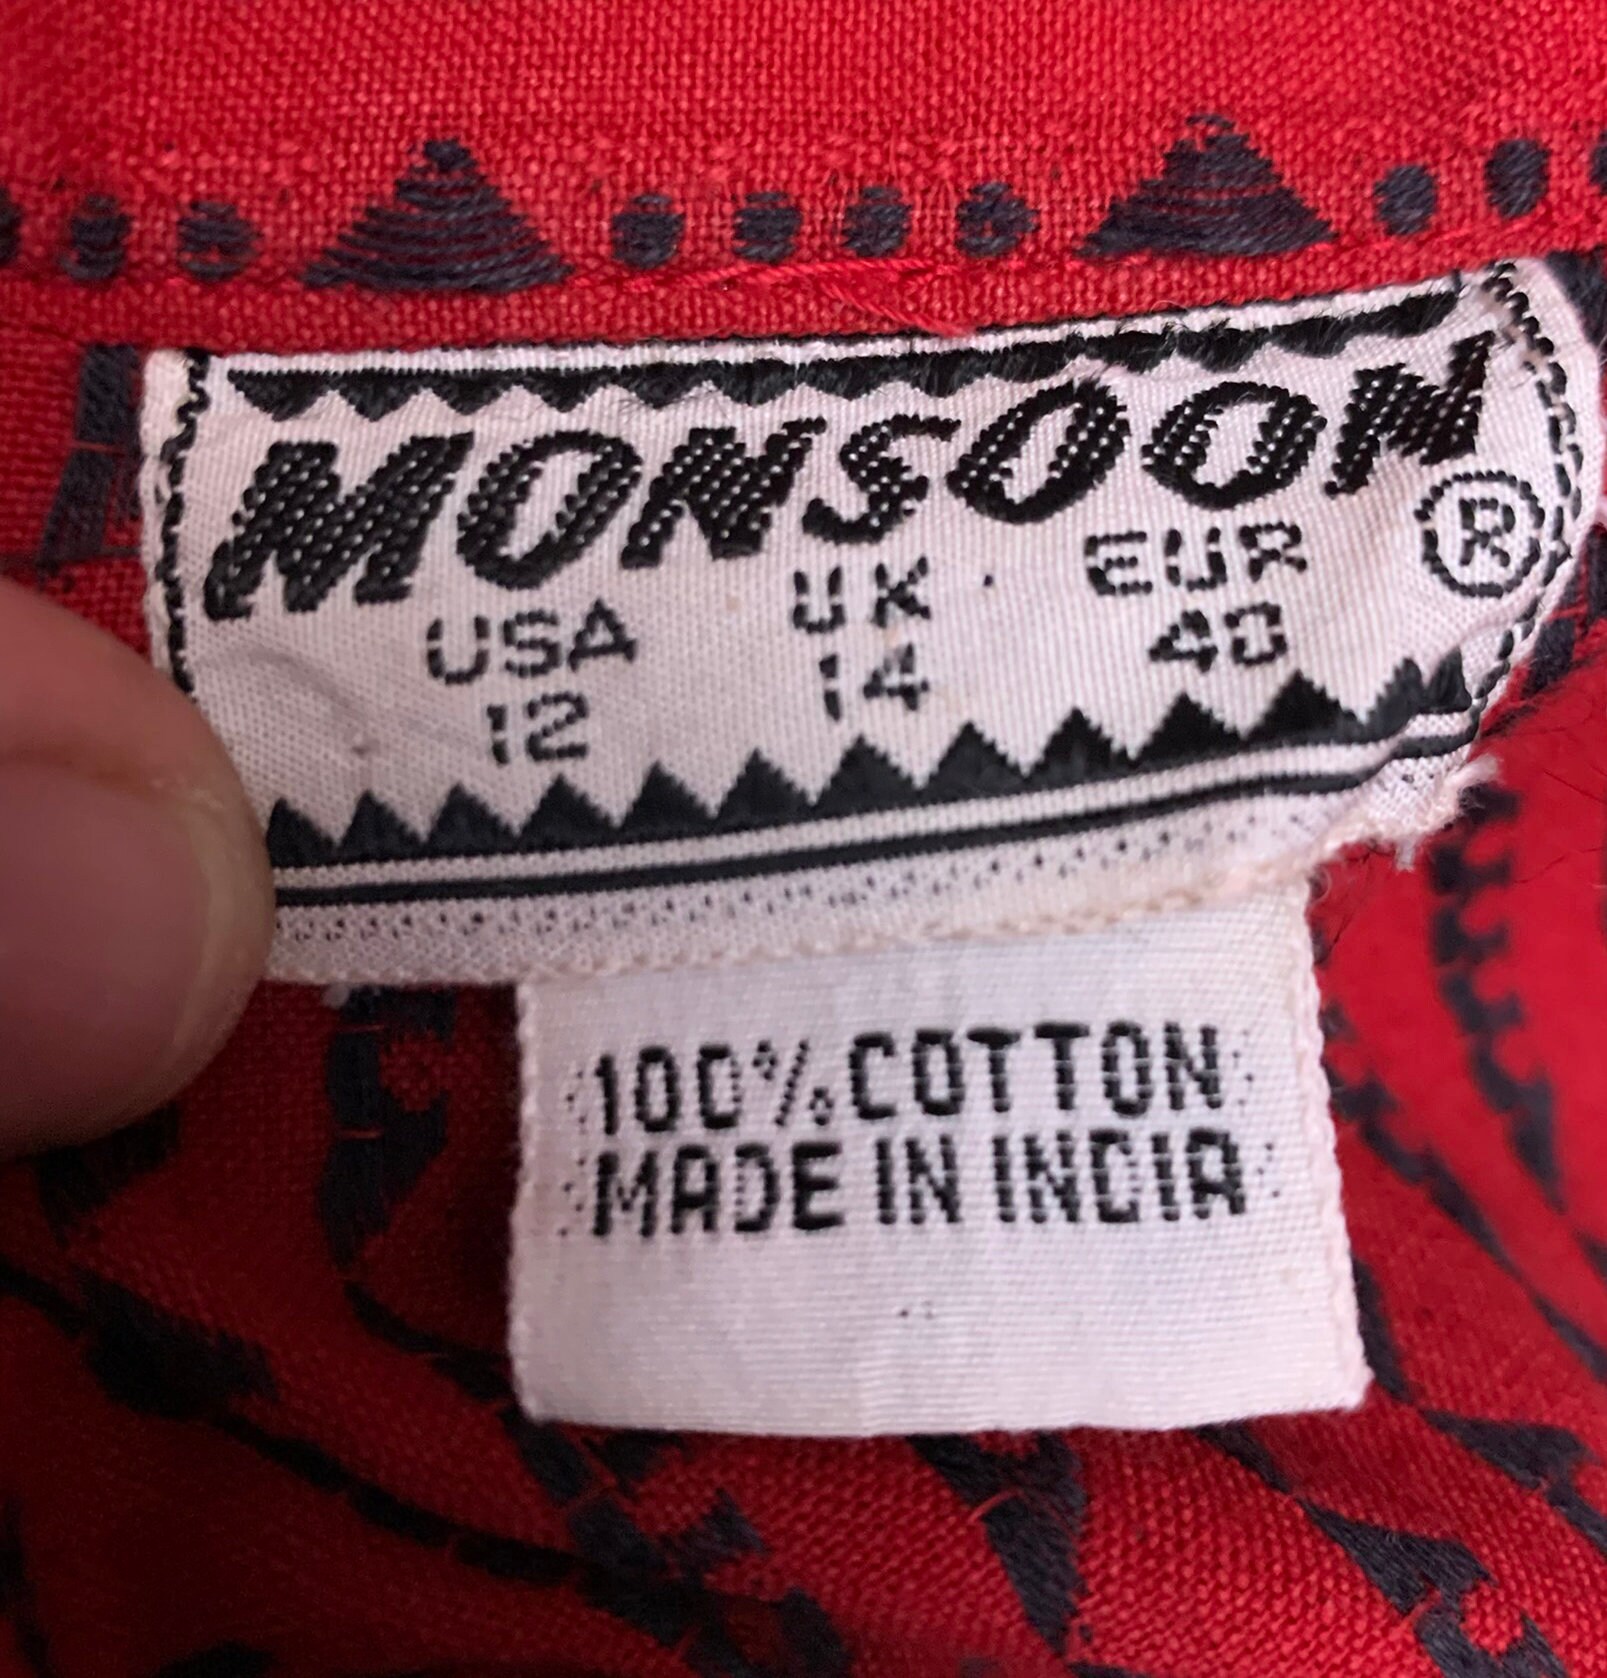 MONSOON ®
USA UK EUR
12 14 40
100% COTTON
MADE IN INDIA